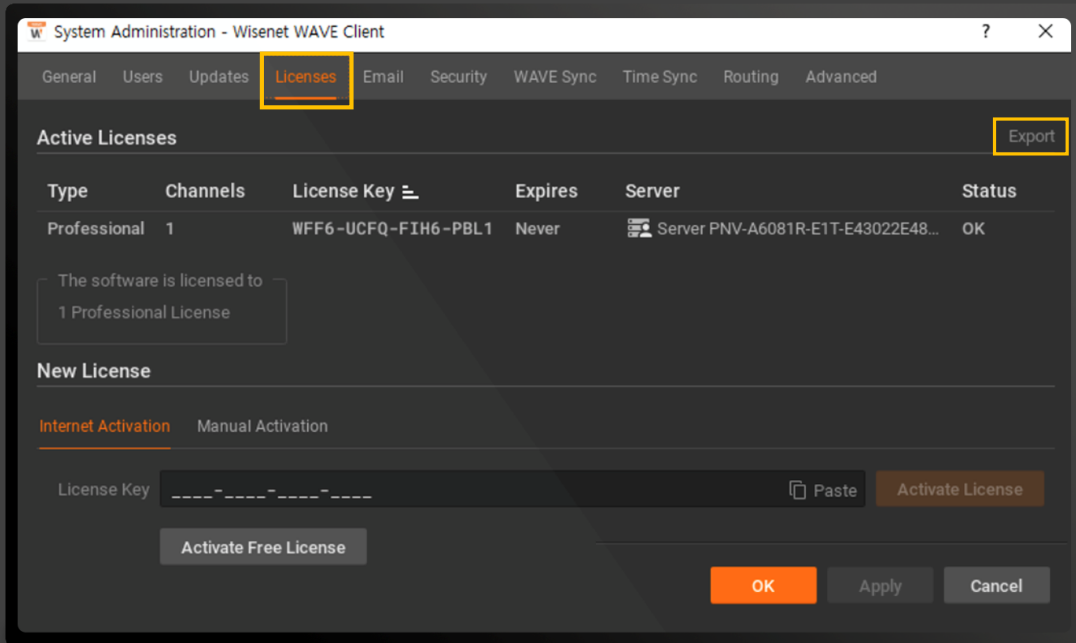 System Administration - Wisenet WAVE Client ?
General Users Updates Licenses Email Security WAVE Sync Time Sync Routing Advanced
Active Licenses Export
Type Channels License Key Expires Server Status
Professional 1 WFF6-UCFQ-FIH6-PBL1 Never Server PNV-A6081R-E1T-E43022E48... OK
The software is licensed to
1 Professional License
New License
Internet Activation Manual Activation
License Key ____-____-____-____ Paste Activate License
Activate Free License
OK Apply Cancel